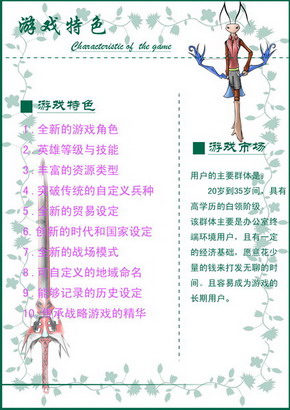 游戏特色
Characteristic of the game
游戏特色
1. 全新的游戏角色
2. 英雄等级与技能
3. 丰富的资源类型
4. 突破传统的自定义兵种
5. 全新的贸易设定
6. 创新的时代和国家设定
7. 全新的战场模式
8. 可自定义的地域命名
9. 能够记录的历史设定
10. 继承战略游戏的精华
游戏市场
用户的主要群体是:
20岁到35岁间，具有
高学历的白领阶级，
该群体主要是办公室终
端环境用户，且有一定
的经济基础，愿意花少
量的钱来打发无聊的时
间。且容易成为游戏的
长期用户。